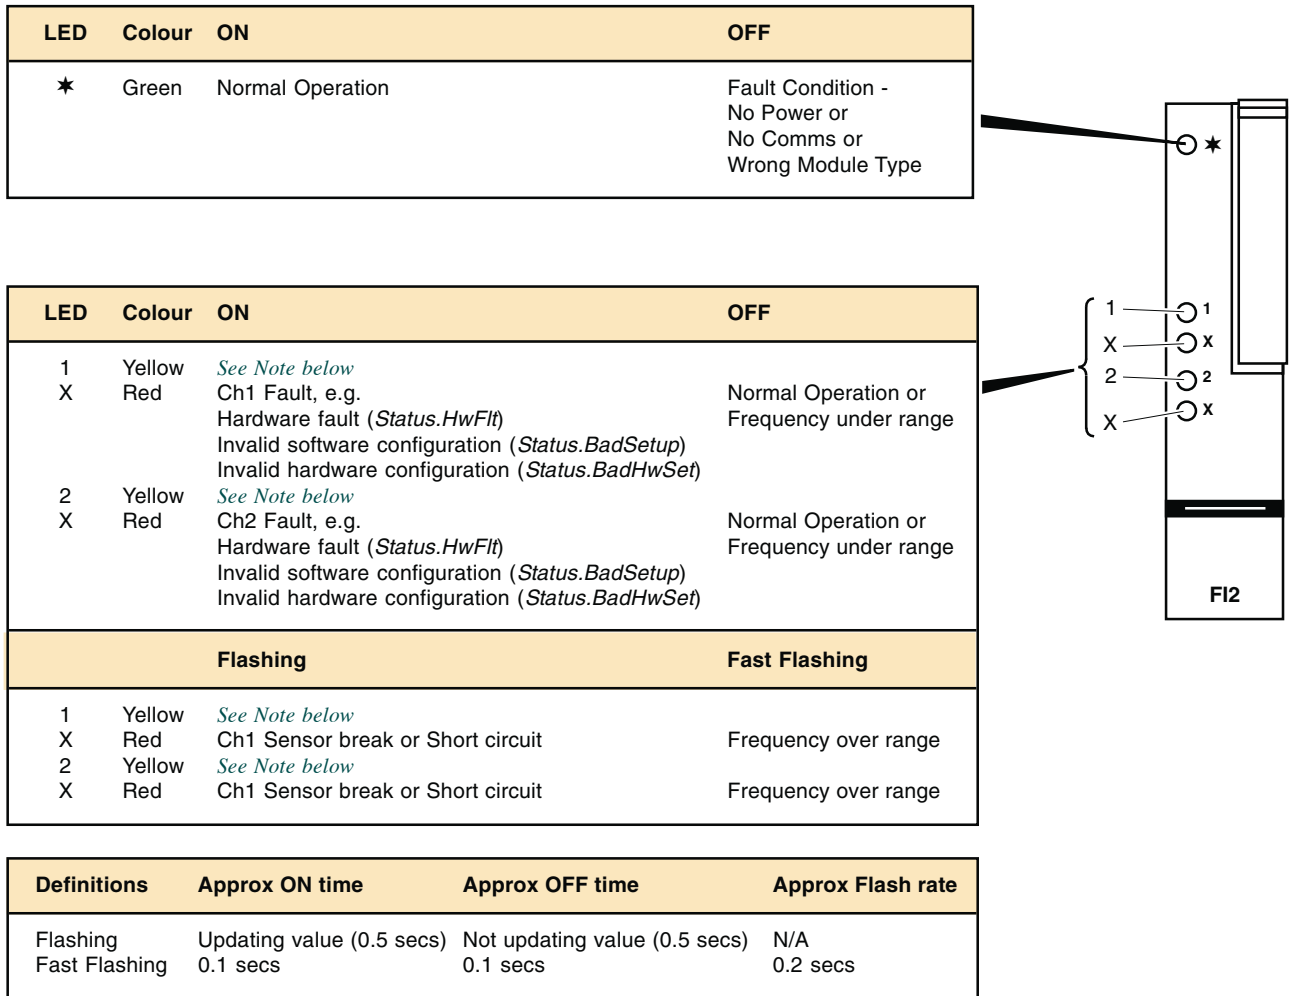 LED Colour ON OFF
✶ Green Normal Operation Fault Condition -
No Power or
No Comms or
Wrong Module Type
✶
LED Colour ON OFF
1 Yellow See Note below
X Red Ch1 Fault, e.g. Normal Operation or
Hardware fault (Status.HwFlt) Frequency under range
Invalid software configuration (Status.BadSetup)
Invalid hardware configuration (Status.BadHwSet)
2 Yellow See Note below
X Red Ch2 Fault, e.g. Normal Operation or
Hardware fault (Status.HwFlt) Frequency under range
Invalid software configuration (Status.BadSetup)
Invalid hardware configuration (Status.BadHwSet)
Flashing Fast Flashing
1 Yellow See Note below
X Red Ch1 Sensor break or Short circuit Frequency over range
2 Yellow See Note below
X Red Ch1 Sensor break or Short circuit Frequency over range
1 1
X X
2 2
X X
FI2
Definitions Approx ON time Approx OFF time Approx Flash rate
Flashing Updating value (0.5 secs) Not updating value (0.5 secs) N/A
Fast Flashing 0.1 secs 0.1 secs 0.2 secs